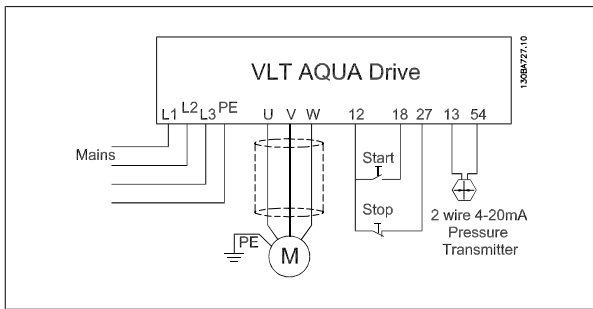 VLT AQUA Drive
130BA727.10
L1 L2 L3 PE U V W 12 18 27 13 54
Mains
Start
Stop
2 wire 4-20mA
Pressure
Transmitter
PE
M